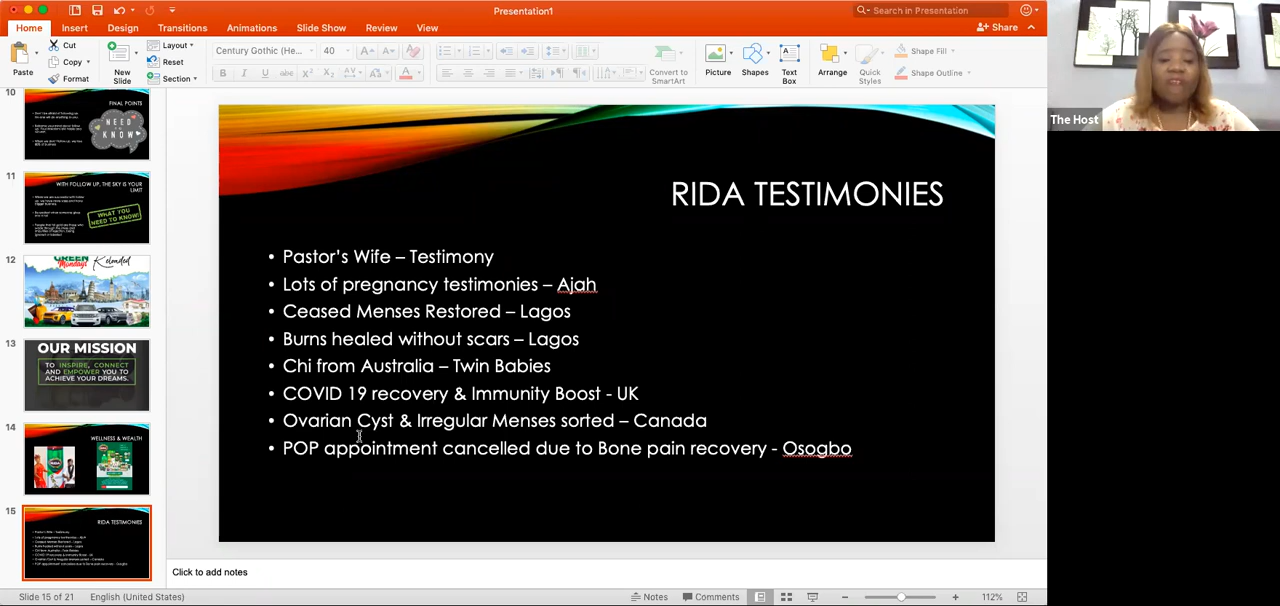 Presentation1
Search in Presentation
Home
Insert
Design
Transitions
Animations
Slide Show
Review
View
Share
Paste
Cut
Copy
Format
New
Slide
Layout
Reset
Section
Century Gothic (He...
40
Convert to
SmartArt
Picture
Shapes
Text
Box
Arrange
Quick
Styles
Shape Fill
Shape Outline
The Host
10
FINAL POINTS
NEED
TO
KNOW
11
WITH FOLLOW UP, THE SKY IS YOUR
LIMIT
WHAT YOU
NEED TO KNOW!
12
GREEN
Mondays Reloaded
13
OUR MISSION
TO INSPIRE, CONNECT
AND EMPOWER YOU TO
ACHIEVE YOUR DREAMS.
14
WELLNESS & WEALTH
15
RIDA TESTIMONIES
RIDA TESTIMONIES
• Pastor's Wife – Testimony
• Lots of pregnancy testimonies – Ajah
• Ceased Menses Restored – Lagos
• Burns healed without scars – Lagos
• Chi from Australia – Twin Babies
• COVID 19 recovery & Immunity Boost - UK
• Ovarian Cyst & Irregular Menses sorted – Canada
• POP appointment cancelled due to Bone pain recovery - Osogbo
Click to add notes
Slide 15 of 21
English (United States)
Notes
Comments
112%